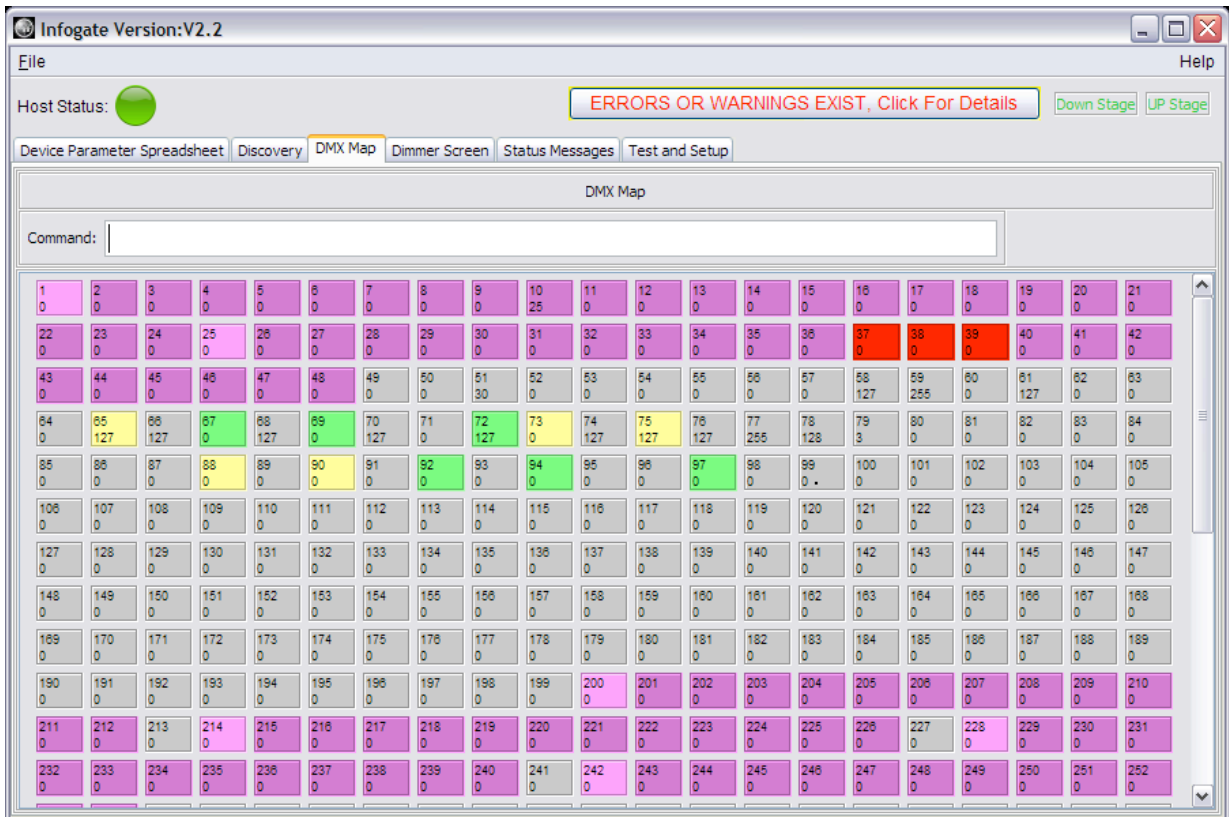 Infogate Version:V2.2
File Help
Host Status: ERRORS OR WARNINGS EXIST, Click For Details Down Stage UP Stage
Device Parameter Spreadsheet Discovery DMX Map Dimmer Screen Status Messages Test and Setup
DMX Map
Command:
1 2 3 4 5 6 7 8 9 10 11 12 13 14 15 16 17 18 19 20 21
0 0 0 0 0 0 0 0 0 25 0 0 0 0 0 0 0 0 0 0 0
22 23 24 25 26 27 28 29 30 31 32 33 34 35 36 37 38 39 40 41 42
0 0 0 0 0 0 0 0 0 0 0 0 0 0 0 0 0 0 0 0 0
43 44 45 46 47 48 49 50 51 52 53 54 55 56 57 58 59 60 61 62 63
0 0 0 0 0 0 0 0 30 0 0 0 0 0 0 127 255 0 127 0 0
64 65 66 67 68 69 70 71 72 73 74 75 76 77 78 79 80 81 82 83 84
0 127 127 0 127 0 127 0 127 0 127 127 127 255 128 3 0 0 0 0 0
85 86 87 88 89 90 91 92 93 94 95 96 97 98 99 100 101 102 103 104 105
0 0 0 0 0 0 0 0 0 0 0 0 0 0 0 . 0 0 0 0 0 0
106 107 108 109 110 111 112 113 114 115 116 117 118 119 120 121 122 123 124 125 126
0 0 0 0 0 0 0 0 0 0 0 0 0 0 0 0 0 0 0 0 0
127 128 129 130 131 132 133 134 135 136 137 138 139 140 141 142 143 144 145 146 147
0 0 0 0 0 0 0 0 0 0 0 0 0 0 0 0 0 0 0 0 0
148 149 150 151 152 153 154 155 156 157 158 159 160 161 162 163 164 165 166 167 168
0 0 0 0 0 0 0 0 0 0 0 0 0 0 0 0 0 0 0 0 0
169 170 171 172 173 174 175 176 177 178 179 180 181 182 183 184 185 186 187 188 189
0 0 0 0 0 0 0 0 0 0 0 0 0 0 0 0 0 0 0 0 0
190 191 192 193 194 195 196 197 198 199 200 201 202 203 204 205 206 207 208 209 210
0 0 0 0 0 0 0 0 0 0 0 0 0 0 0 0 0 0 0 0 0
211 212 213 214 215 216 217 218 219 220 221 222 223 224 225 226 227 228 229 230 231
0 0 0 0 0 0 0 0 0 0 0 0 0 0 0 0 0 0 0 0 0
232 233 234 235 236 237 238 239 240 241 242 243 244 245 246 247 248 249 250 251 252
0 0 0 0 0 0 0 0 0 0 0 0 0 0 0 0 0 0 0 0 0